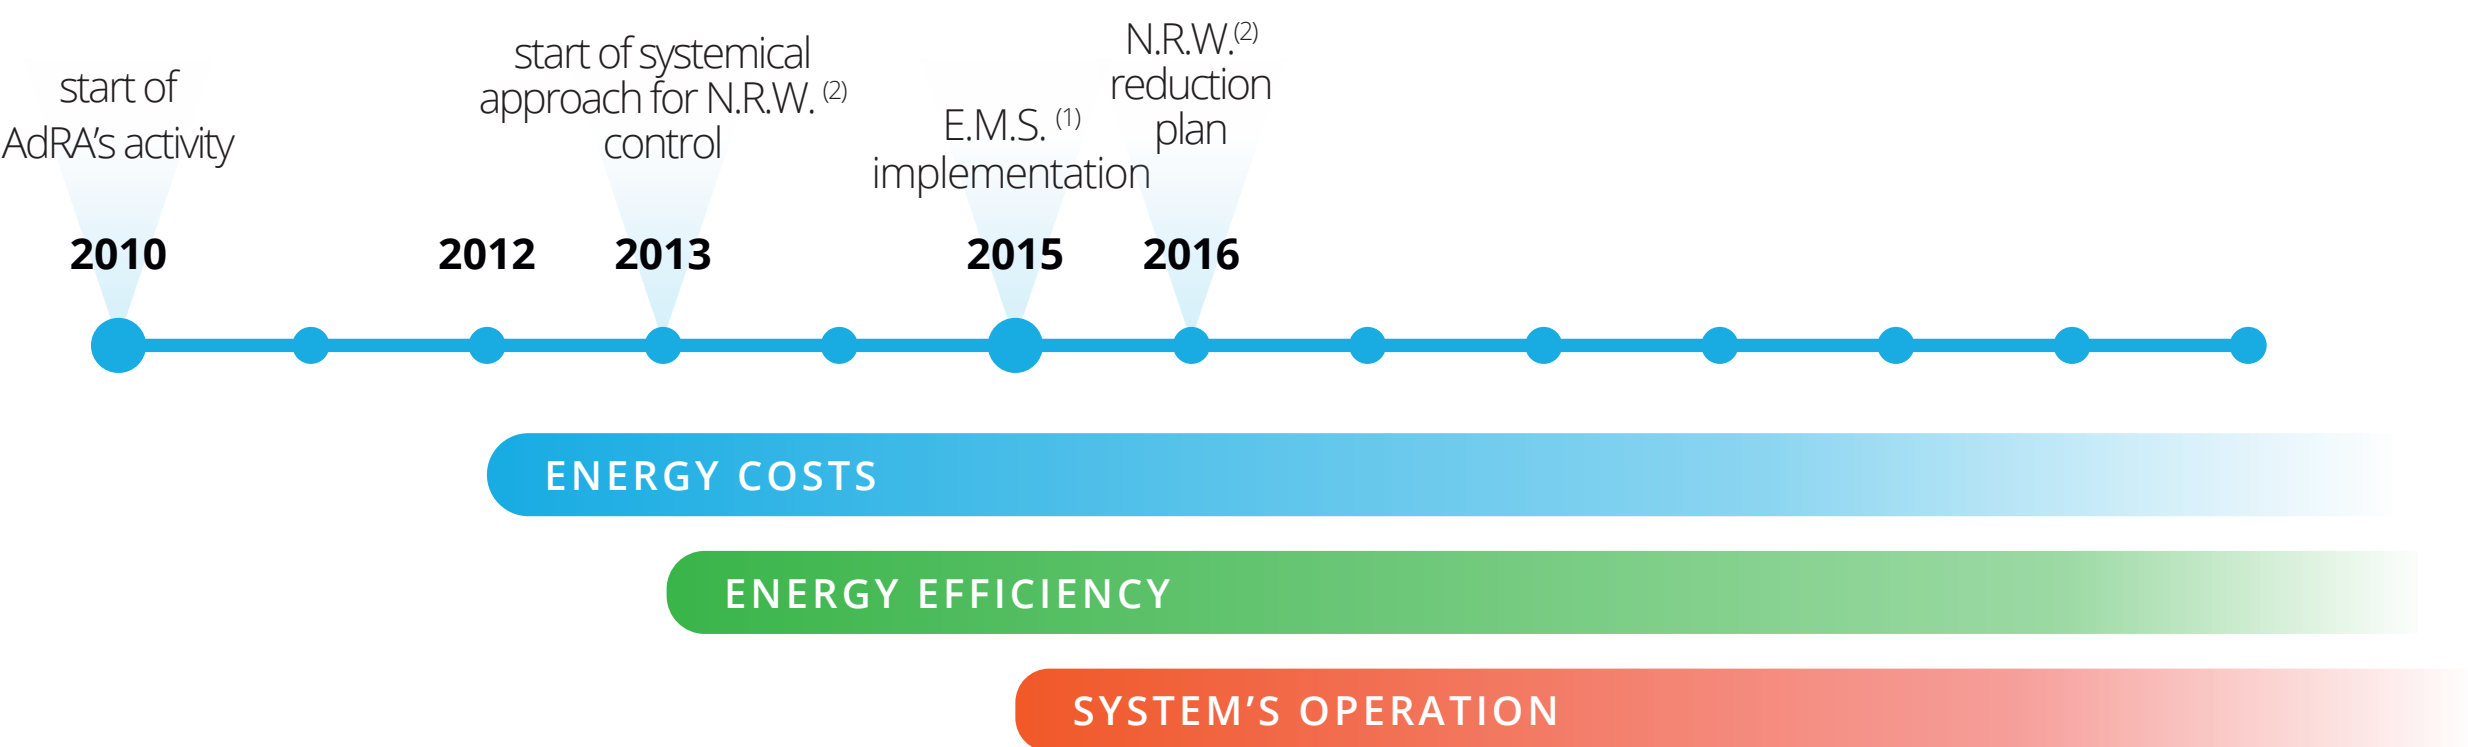 start of
AdRA’s activity
start of systemical
approach for N.R.W. (2)
control
E.M.S. (1)
implementation
N.R.W.(2)
reduction
plan
2010
2012
2013
2015
2016
ENERGY COSTS
ENERGY EFFICIENCY
SYSTEM’S OPERATION